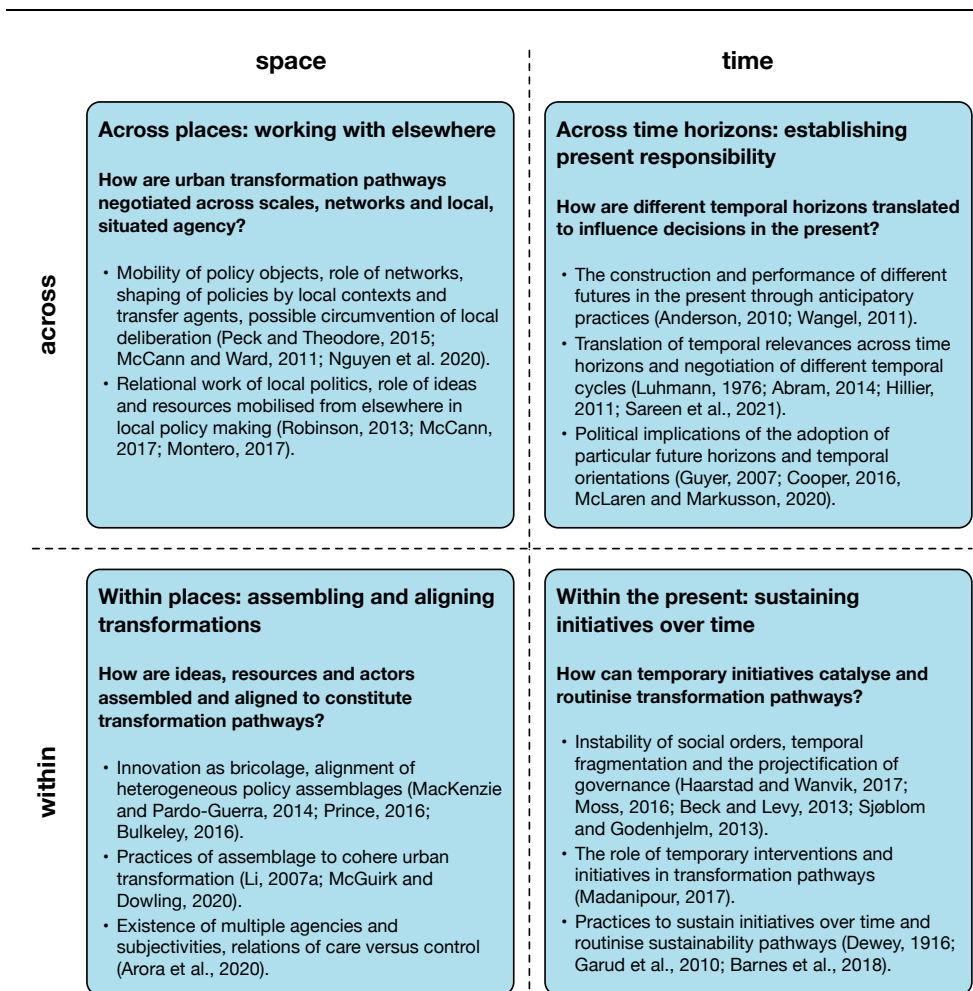 space
time
across
Across places: working with elsewhere
How are urban transformation pathways
negotiated across scales, networks and local,
situated agency?
• Mobility of policy objects, role of networks,
shaping of policies by local contexts and
transfer agents, possible circumvention of local
deliberation (Peck and Theodore, 2015;
McCann and Ward, 2011; Nguyen et al. 2020).
• Relational work of local politics, role of ideas
and resources mobilised from elsewhere in
local policy making (Robinson, 2013; McCann,
2017; Montero, 2017).
Across time horizons: establishing
present responsibility
How are different temporal horizons translated
to influence decisions in the present?
• The construction and performance of different
futures in the present through anticipatory
practices (Anderson, 2010; Wangel, 2011).
• Translation of temporal relevances across time
horizons and negotiation of different temporal
cycles (Luhmann, 1976; Abram, 2014; Hillier,
2011; Sareen et al., 2021).
• Political implications of the adoption of
particular future horizons and temporal
orientations (Guyer, 2007; Cooper, 2016,
McLaren and Markusson, 2020).
within
Within places: assembling and aligning
transformations
How are ideas, resources and actors
assembled and aligned to constitute
transformation pathways?
• Innovation as bricolage, alignment of
heterogeneous policy assemblages (MacKenzie
and Pardo-Guerra, 2014; Prince, 2016;
Bulkeley, 2016).
• Practices of assemblage to cohere urban
transformation (Li, 2007a; McGuirk and
Dowling, 2020).
• Existence of multiple agencies and
subjectivities, relations of care versus control
(Arora et al., 2020).
Within the present: sustaining
initiatives over time
How can temporary initiatives catalyse and
routinise transformation pathways?
• Instability of social orders, temporal
fragmentation and the projectification of
governance (Haarstad and Wanvik, 2017;
Moss, 2016; Beck and Levy, 2013; Sjøblom
and Godenhjelm, 2013).
• The role of temporary interventions and
initiatives in transformation pathways
(Madanipour, 2017).
• Practices to sustain initiatives over time and
routinise sustainability pathways (Dewey, 1916;
Garud et al., 2010; Barnes et al., 2018).